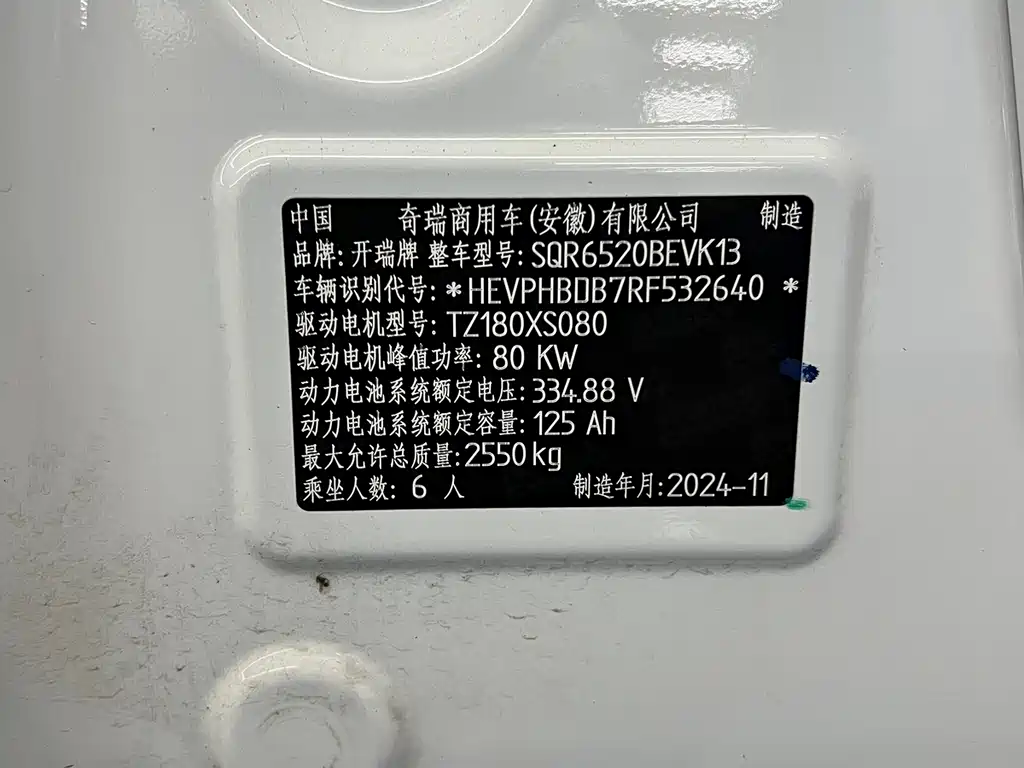 中国 奇瑞商用车(安徽)有限公司 制造
品牌: 开瑞牌 整车型号: SQR6520BEVK13
车辆识别代号: *HEVPHBDB7RF532640 *
驱动电机型号: TZ180XS080
驱动电机峰值功率: 80 KW
动力电池系统额定电压: 334.88 V
动力电池系统额定容量: 125 Ah
最大允许总质量:2550kg
乘坐人数: 6 人 制造年月:2024-11